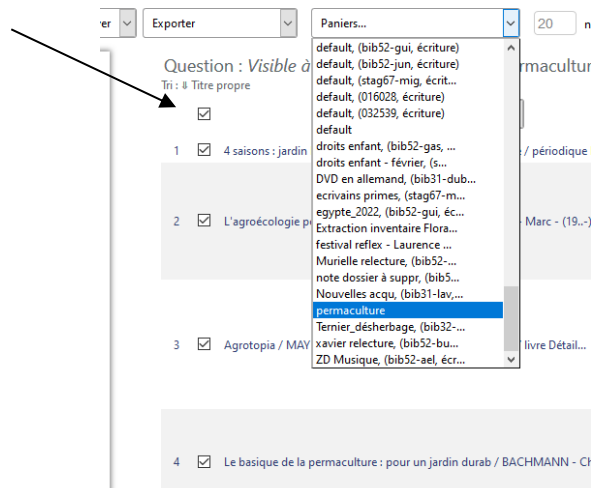 er Exporter Paniers... 20 n
Question : Visible à rmacultur
Tri : ⇓ Titre propre
default, (bib52-gui, écriture)
default, (bib52-jun, écriture)
default, (stag67-mig, écrit...
default, (016028, écriture)
default, (032539, écriture)
default
droits enfant, (bib52-gas, ...
droits enfant - février, (s...
DVD en allemand, (bib31-dub...
ecrivains primes, (stag67-m...
egypte_2022, (bib52-gui, éc...
Extraction inventaire Flora...
festival reflex - Laurence ...
Murielle relecture, (bib52-...
note dossier à suppr, (bib5...
Nouvelles acqu, (bib31-lav,...
permaculture
Ternier_désherbage, (bib32-...
xavier relecture, (bib52-bu...
ZD Musique, (bib52-ael, écr...
1 4 saisons : jardin / périodique
2 L'agroécologie p - Marc - (19..-)
3 Agrotopia / MAY livre Détail...
4 Le basique de la permaculture : pour un jardin durab / BACHMANN - Ch